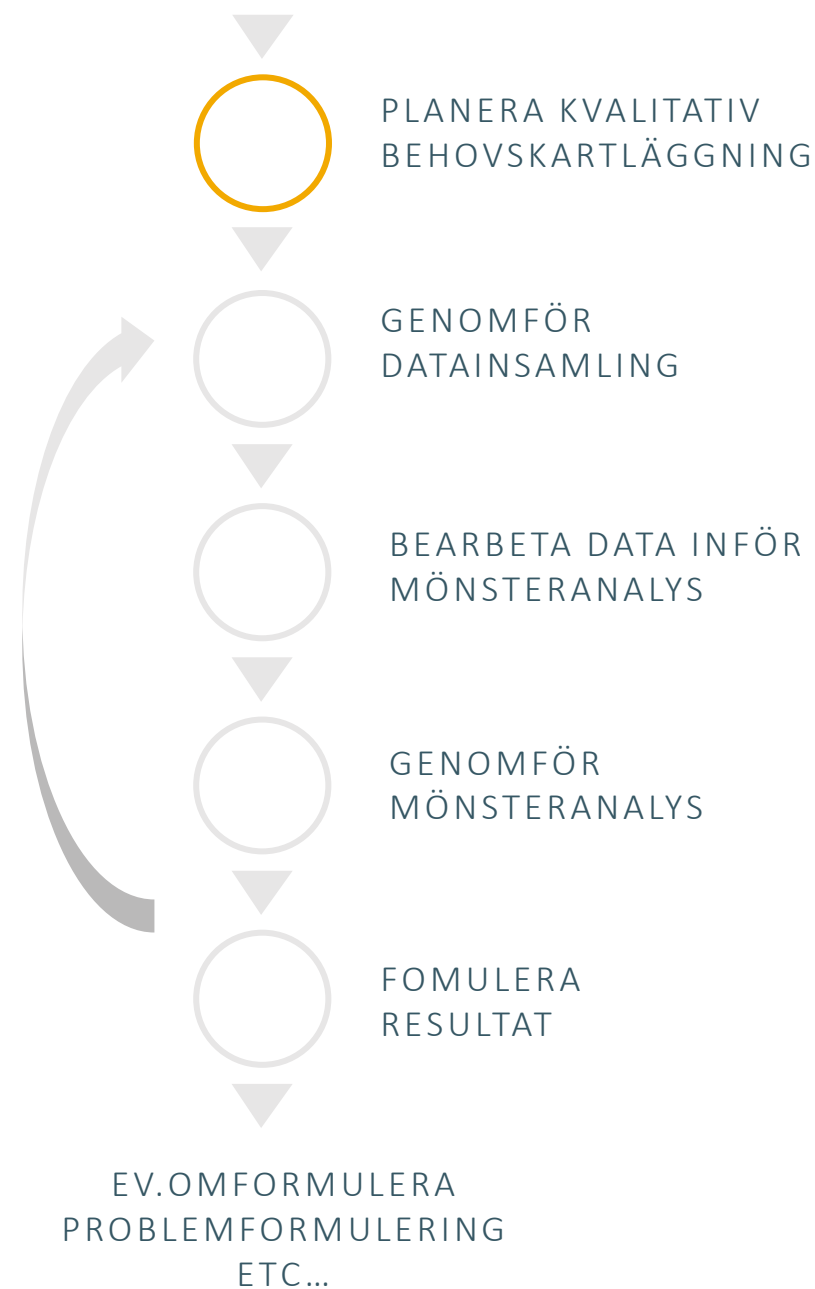 PLANERA KVALITATIV
BEHOVSKARTLÄGGNING
GENOMFÖR
DATAINSAMLING
BEARBETA DATA INFÖR
MÖNSTERANALYS
GENOMFÖR
MÖNSTERANALYS
FOMULERA
RESULTAT
EV.OMFORMULERA
PROBLEMFORMULERING
ETC…